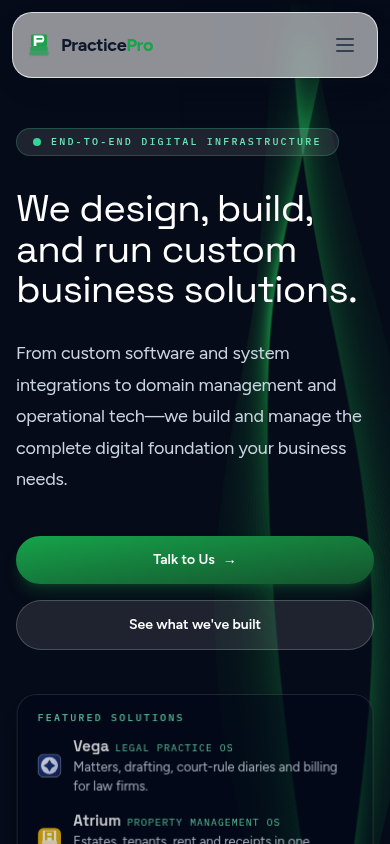 PracticePro
END-TO-END DIGITAL INFRASTRUCTURE
We design, build,
and run custom
business solutions.
From custom software and system
integrations to domain management and
operational tech—we build and manage the
complete digital foundation your business
needs.
Talk to Us →
See what we've built
FEATURED SOLUTIONS
Vega LEGAL PRACTICE OS
Matters, drafting, court-rule diaries and billing
for law firms.
Atrium PROPERTY MANAGEMENT OS
Estates, tenants, rent and receipts in one